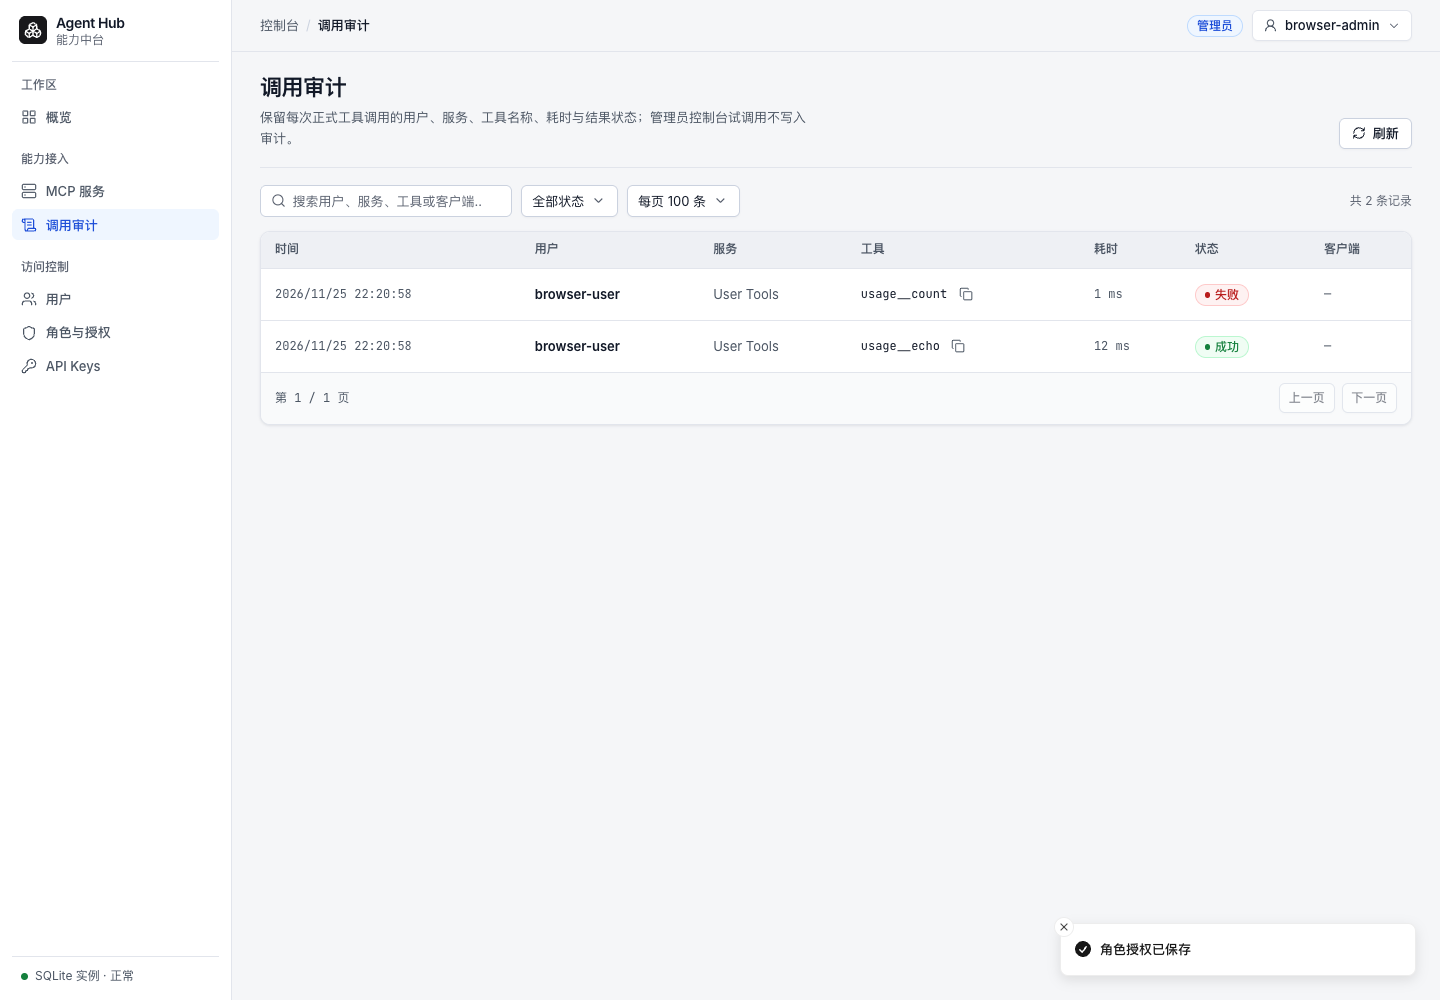 Agent Hub
能力中台
工作区
概览
能力接入
MCP 服务
调用审计
访问控制
用户
角色与授权
API Keys
SQLite 实例 · 正常
控制台 / 调用审计
管理员
browser-admin
调用审计
保留每次正式工具调用的用户、服务、工具名称、耗时与结果状态；管理员控制台试调用不写入
审计。
刷新
搜索用户、服务、工具或客户端..
全部状态
每页 100 条
共 2 条记录
时间 用户 服务 工具 耗时 状态 客户端
2026/11/25 22:20:58 browser-user User Tools usage__count 1 ms 失败 —
2026/11/25 22:20:58 browser-user User Tools usage__echo 12 ms 成功 —
第 1 / 1 页
上一页
下一页
角色授权已保存